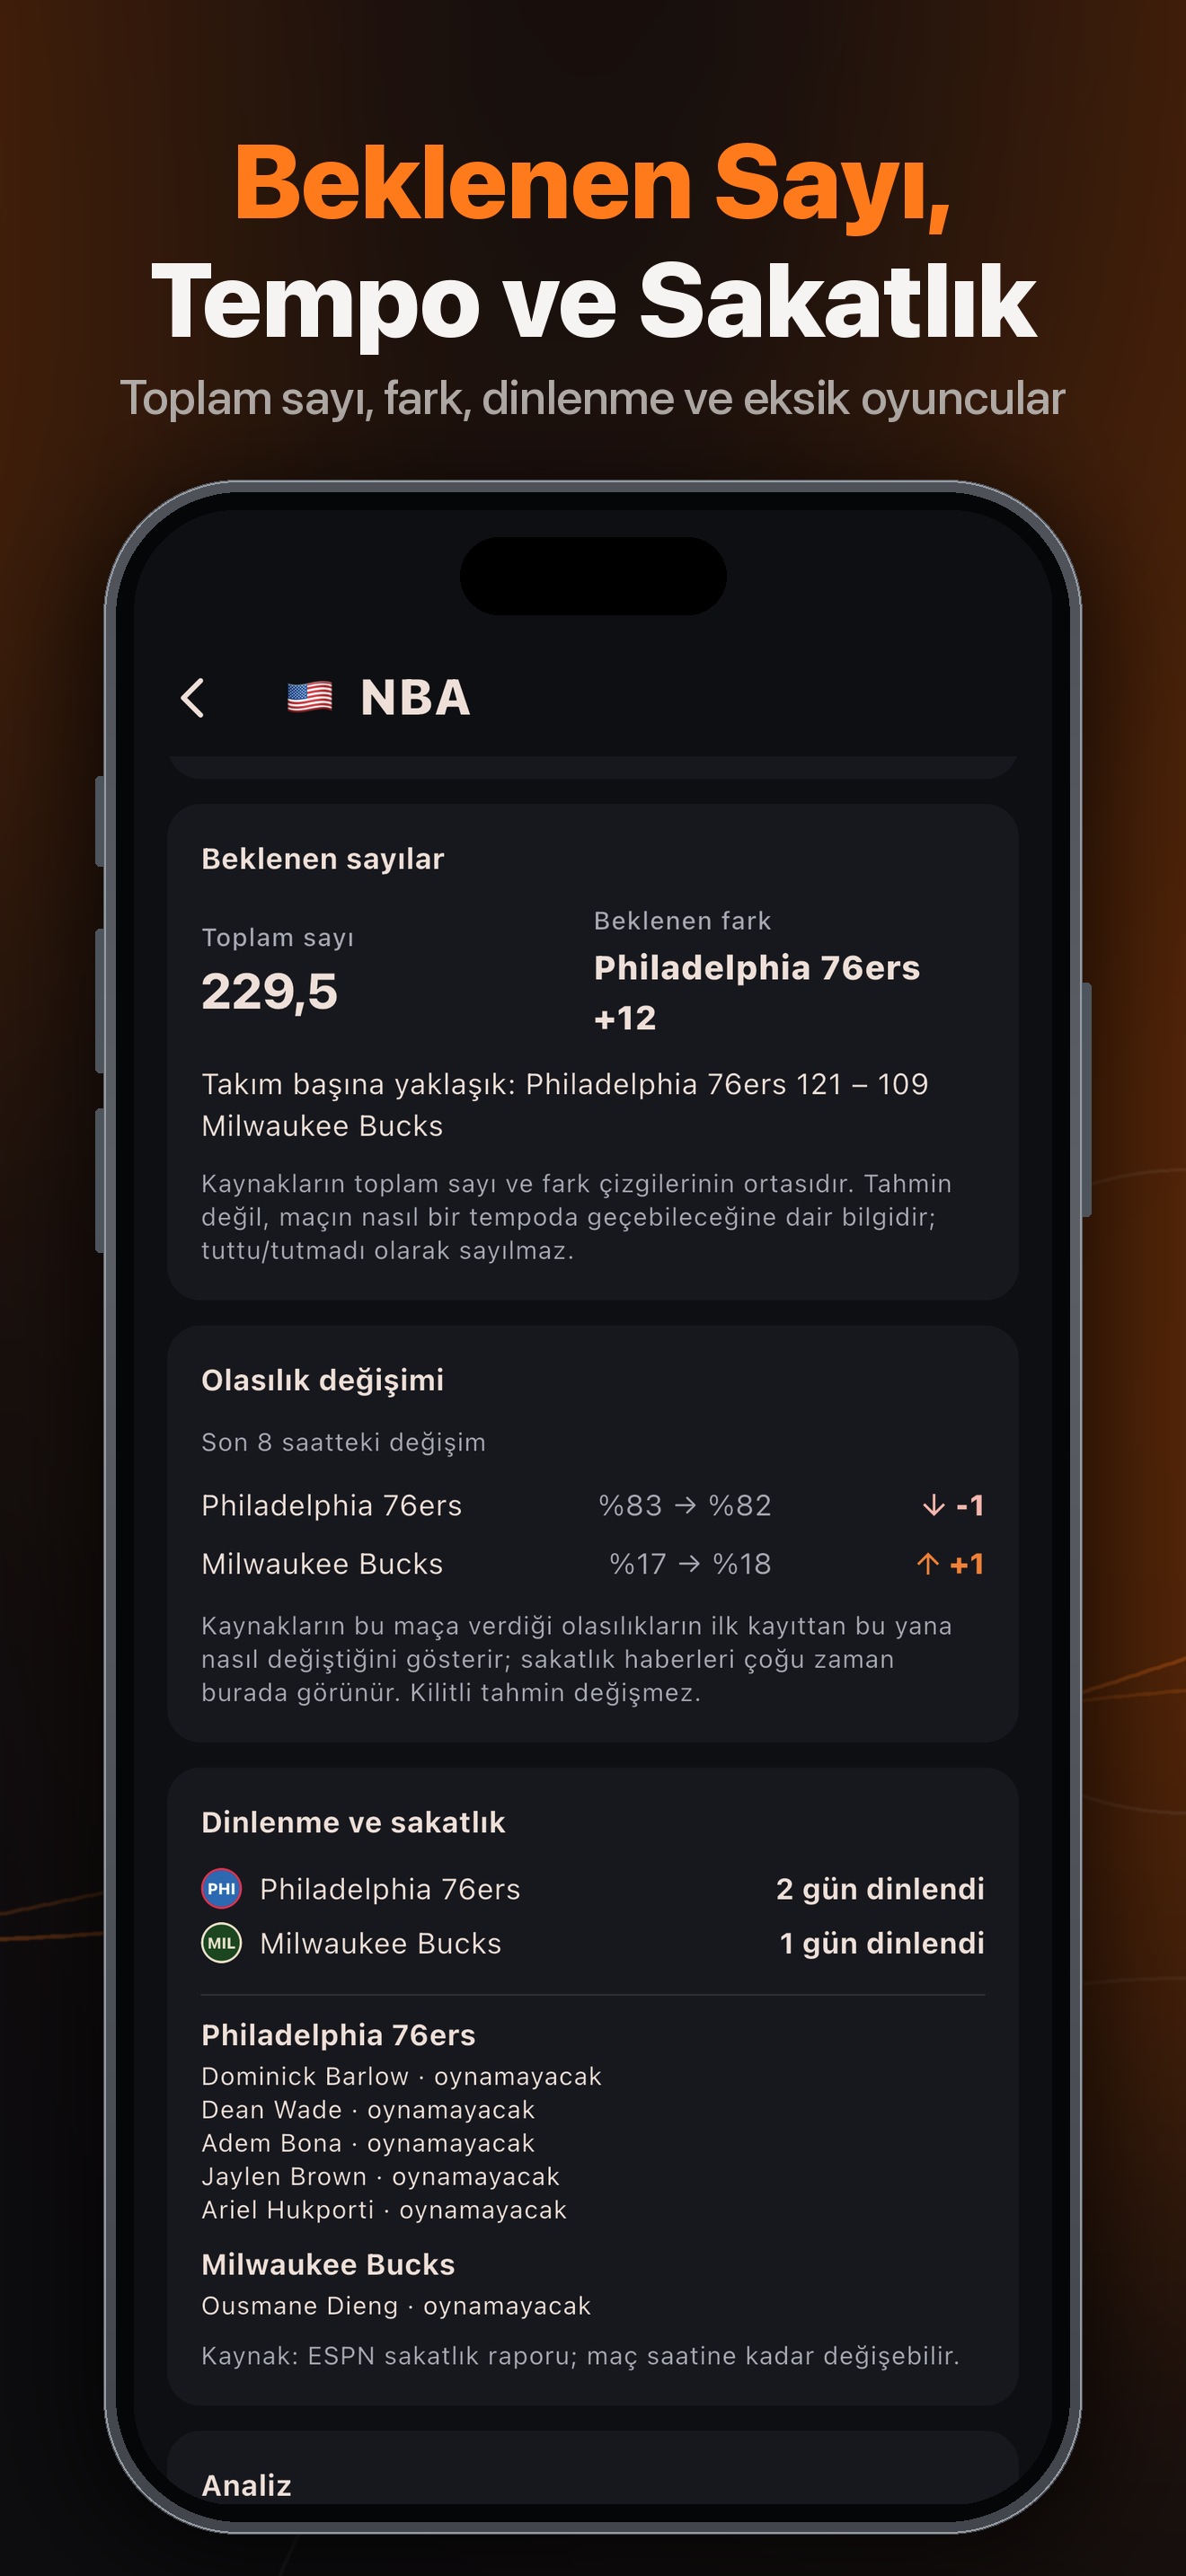 Beklenen Sayı,
Tempo ve Sakatlık
Toplam sayı, fark, dinlenme ve eksik oyuncular
NBA
Beklenen sayılar
Toplam sayı
229,5
Beklenen fark
Philadelphia 76ers
+12
Takım başına yaklaşık: Philadelphia 76ers 121 – 109
Milwaukee Bucks
Kaynakların toplam sayı ve fark çizgilerinin ortasıdır. Tahmin
değil, maçın nasıl bir tempoda geçebileceğine dair bilgidir;
tuttu/tutmadı olarak sayılmaz.
Olasılık değişimi
Son 8 saatteki değişim
Philadelphia 76ers %83 → %82 ↓ -1
Milwaukee Bucks %17 → %18 ↑ +1
Kaynakların bu maça verdiği olasılıkların ilk kayıttan bu yana
nasıl değiştiğini gösterir; sakatlık haberleri çoğu zaman
burada görünür. Kilitli tahmin değişmez.
Dinlenme ve sakatlık
PHI Philadelphia 76ers 2 gün dinlendi
MIL Milwaukee Bucks 1 gün dinlendi
Philadelphia 76ers
Dominick Barlow · oynamayacak
Dean Wade · oynamayacak
Adem Bona · oynamayacak
Jaylen Brown · oynamayacak
Ariel Hukporti · oynamayacak
Milwaukee Bucks
Ousmane Dieng · oynamayacak
Kaynak: ESPN sakatlık raporu; maç saatine kadar değişebilir.
Analiz